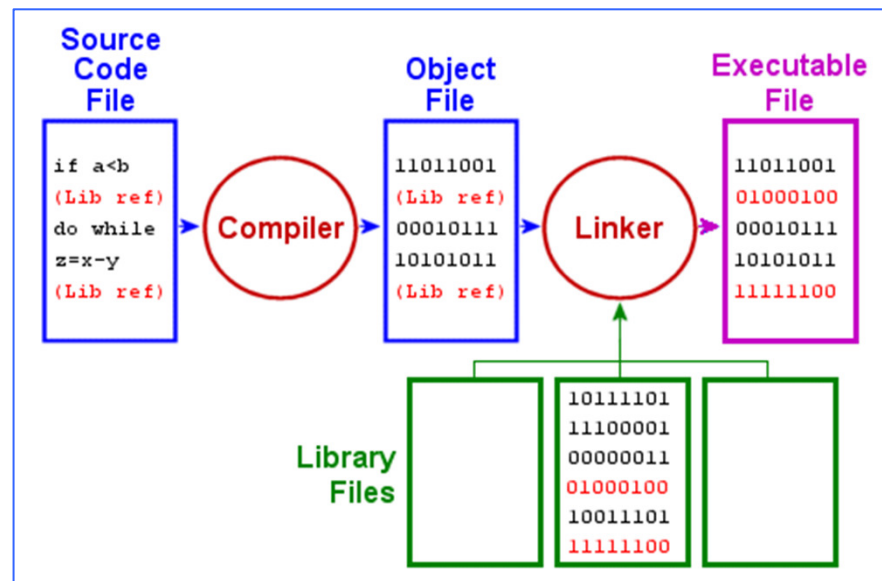 Source
Code
File
if a<b
(Lib ref)
do while
z=x-y
(Lib ref)
Compiler
Object
File
11011001
(Lib ref)
00010111
10101011
(Lib ref)
Linker
Executable
File
11011001
01000100
00010111
10101011
11111100
Library
Files
10111101
11100001
00000011
01000100
10011101
11111100